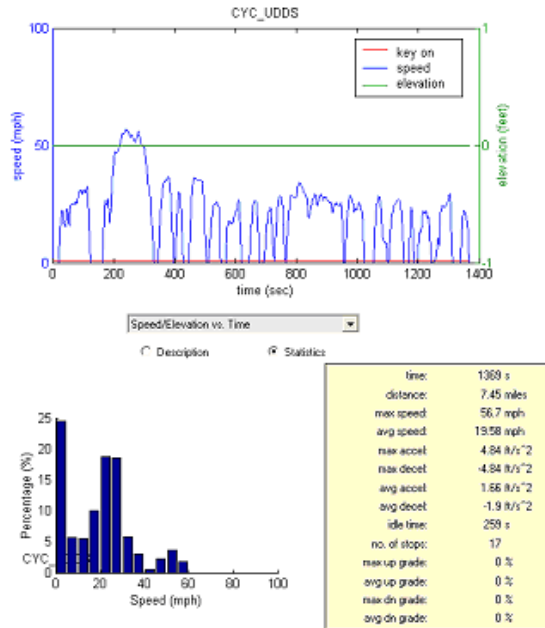 CYC_UDDS
100
1
key on
speed
elevation
speed (mph)
50
0
elevation (feet)
0
-1
0 200 400 600 800 1000 1200 1400
time (sec)
Speed/Elevation vs. Time
Description Statistics
time: 1369 s
distance: 7.45 miles
max speed: 56.7 mph
avg speed: 19.58 mph
max accel: 4.84 ft/s^2
max decel: -4.84 ft/s^2
avg accel: 1.66 ft/s^2
avg decel: -1.9 ft/s^2
idle time: 259 s
no. of stops: 17
max up grade: 0 %
avg up grade: 0 %
max dn grade: 0 %
avg dn grade: 0 %
25
20
15
10
5
0
Percentage (%)
CYC_UDDS
0 20 40 60 80 100
Speed (mph)